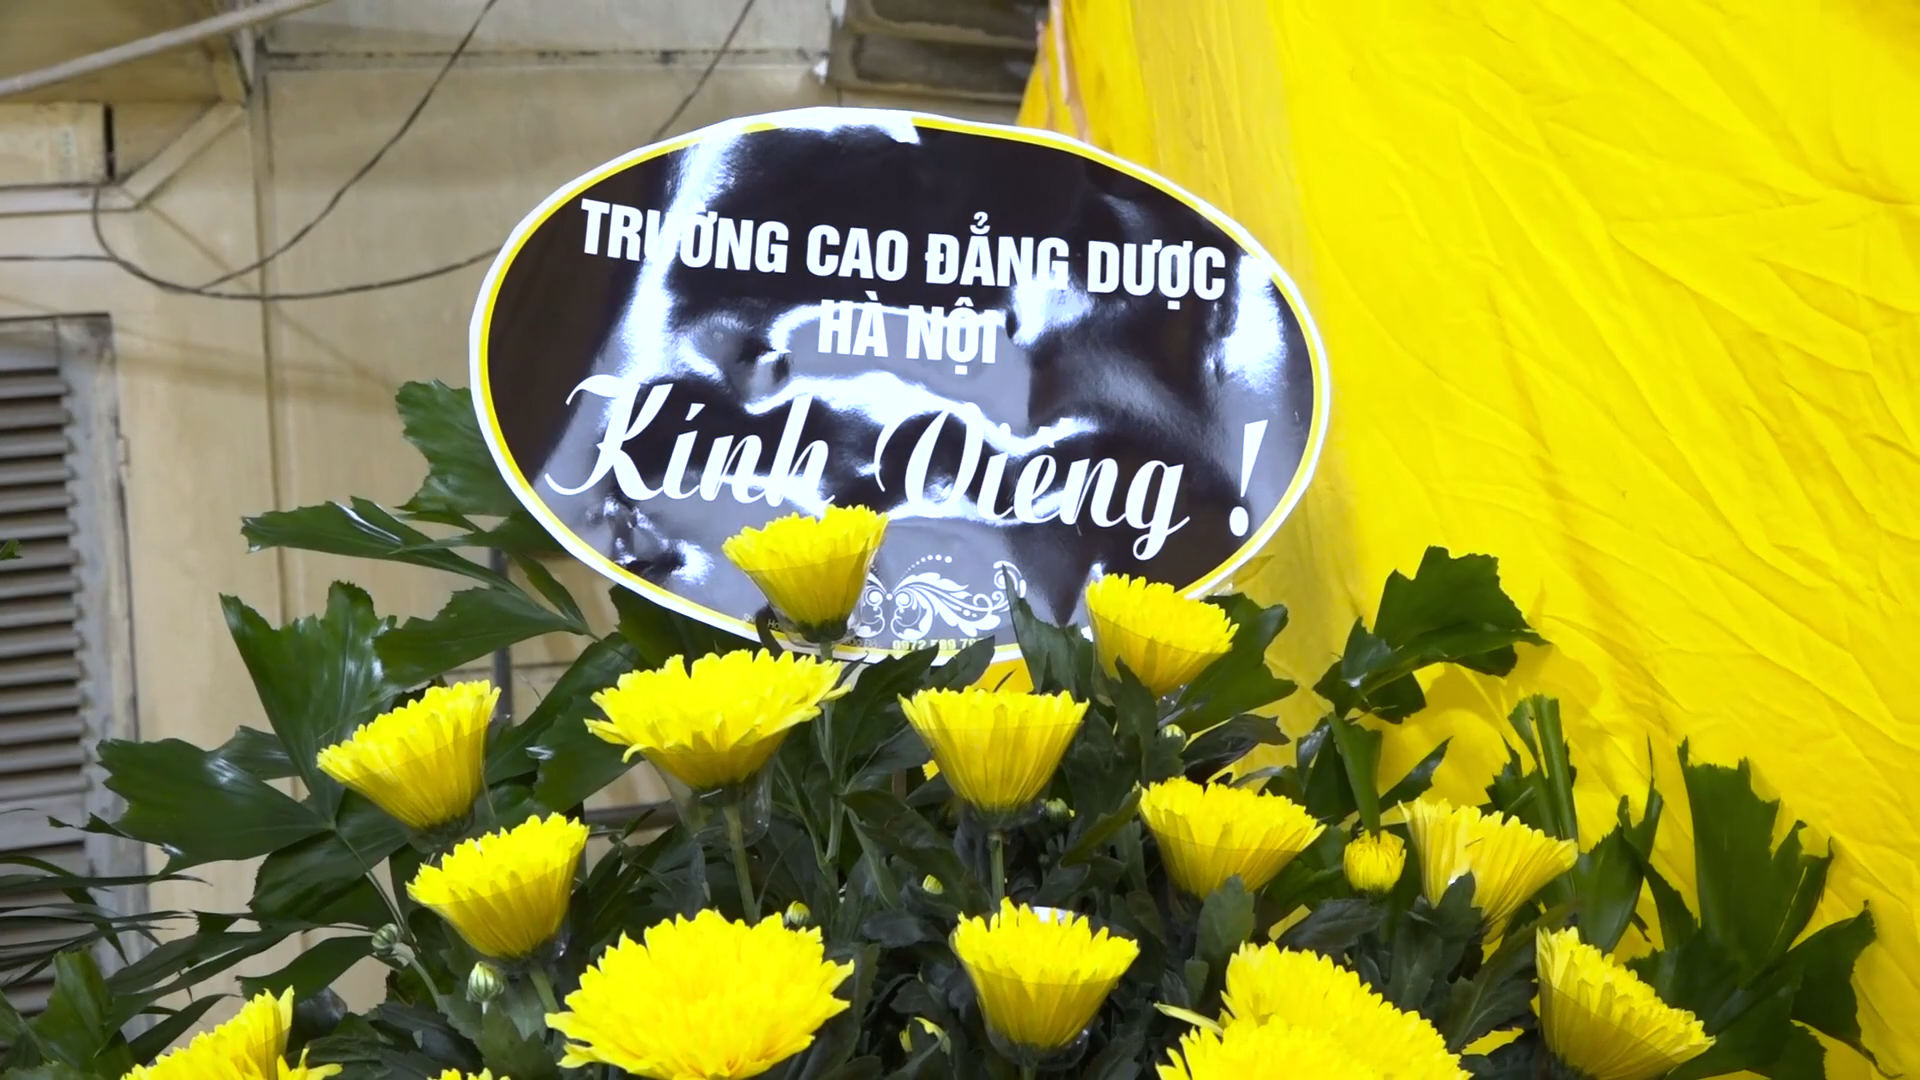 TRƯỜNG CAO ĐẲNG DƯỢC
HÀ NỘI
Kính Viếng !